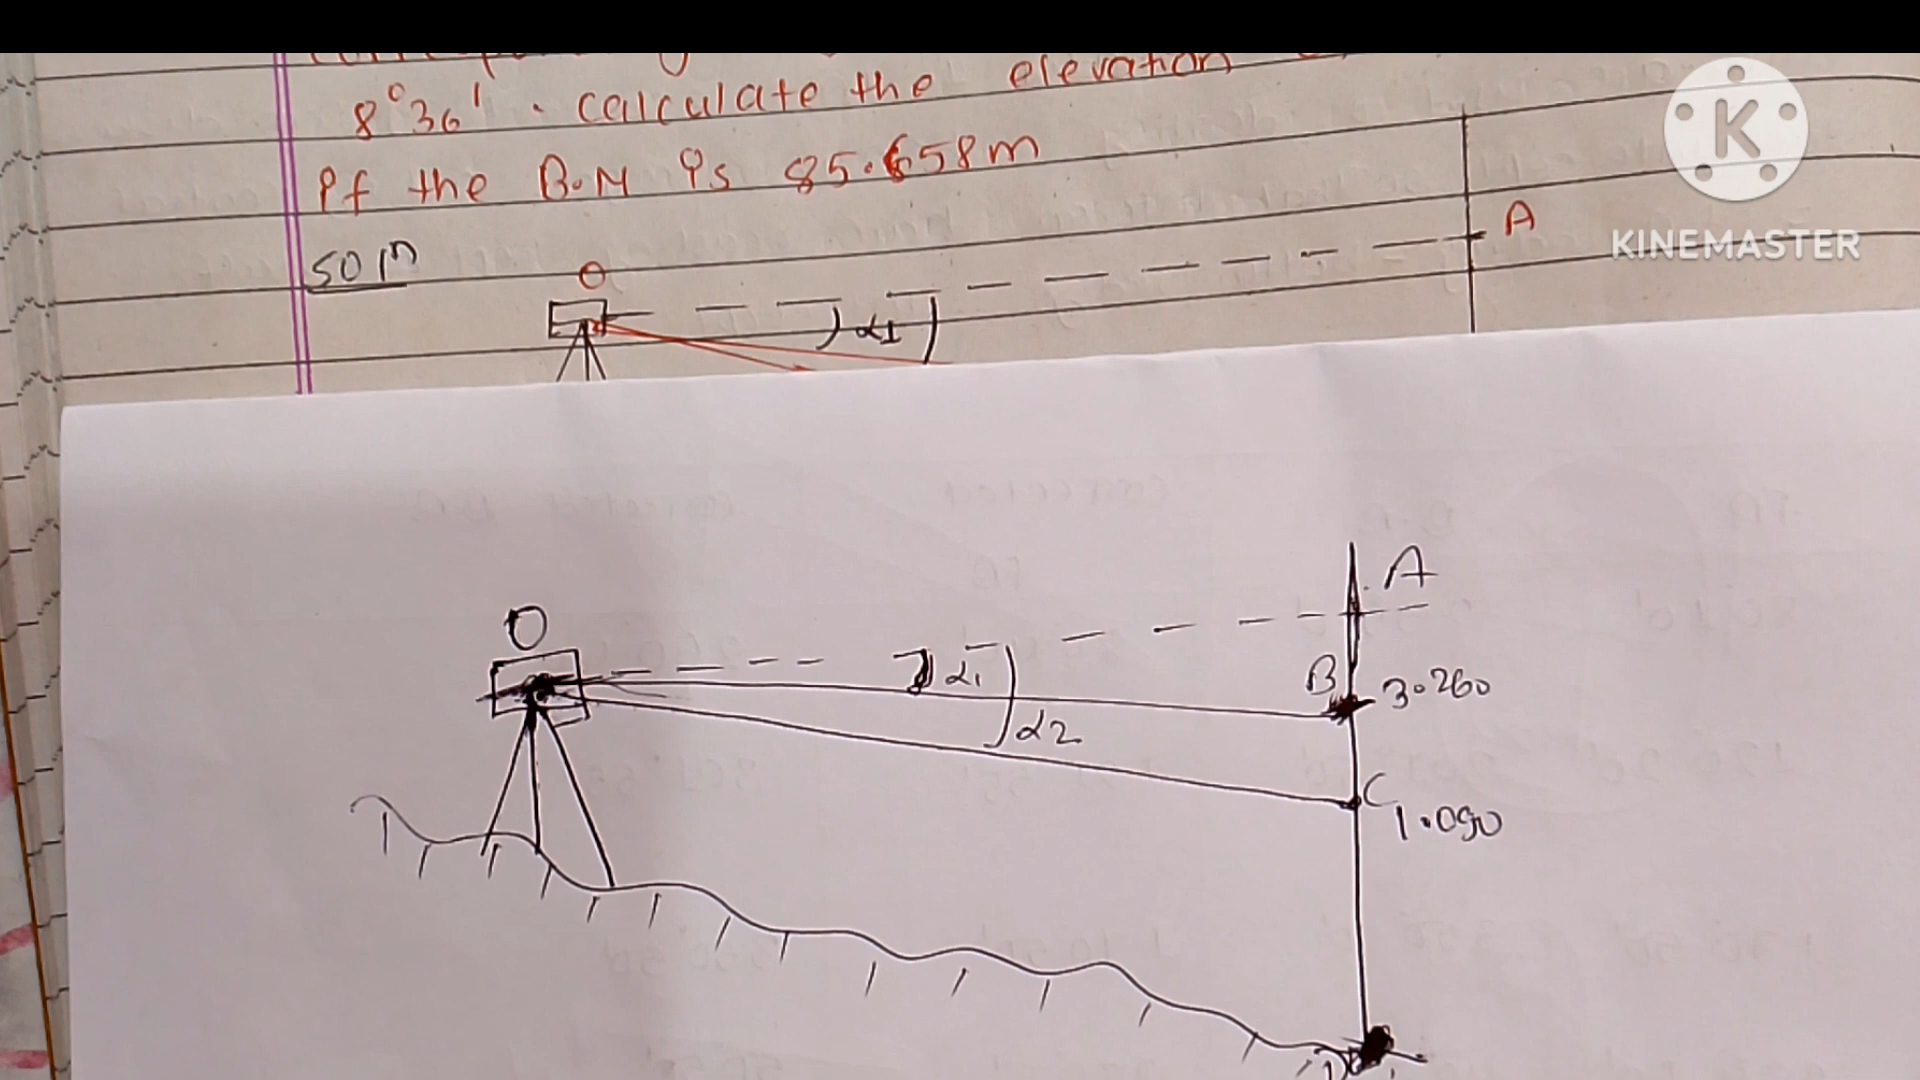 8°36' . calculate the elevation
If the B.M is 85.658m
Soln
O
A
α1
K
KINEMASTER
O
A
α1
α2
B 3.260
C
1.090
D